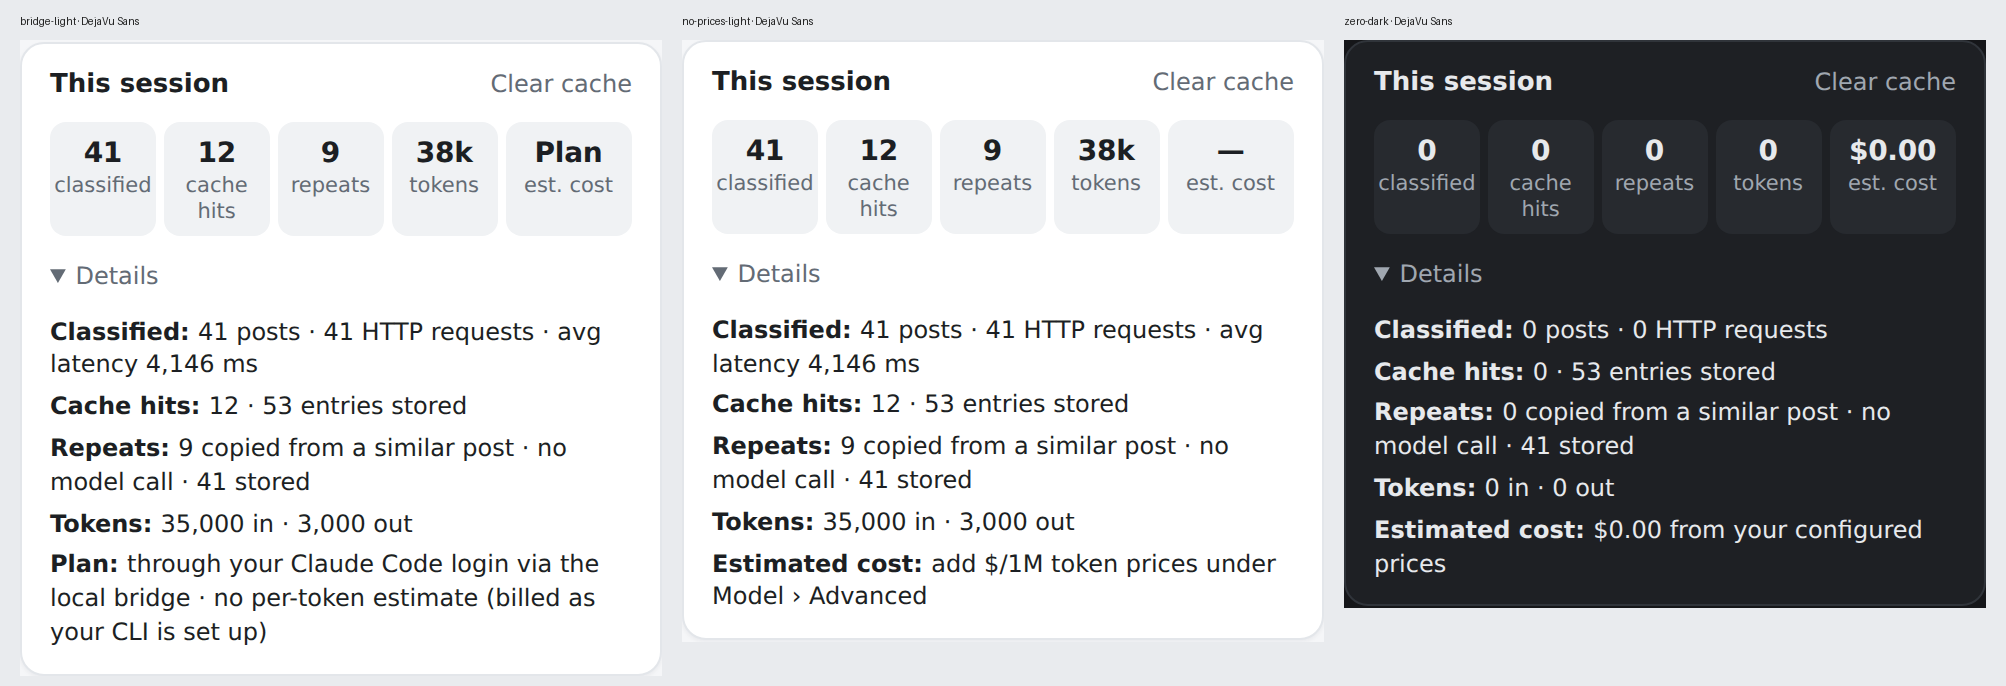 bridge-light · DejaVu Sans
This session
Clear cache
41
classified
12
cache
hits
9
repeats
38k
tokens
Plan
est. cost
▼ Details
Classified: 41 posts · 41 HTTP requests · avg
latency 4,146 ms
Cache hits: 12 · 53 entries stored
Repeats: 9 copied from a similar post · no
model call · 41 stored
Tokens: 35,000 in · 3,000 out
Plan: through your Claude Code login via the
local bridge · no per-token estimate (billed as
your CLI is set up)
no-prices-light · DejaVu Sans
This session
Clear cache
41
classified
12
cache
hits
9
repeats
38k
tokens
—
est. cost
▼ Details
Classified: 41 posts · 41 HTTP requests · avg
latency 4,146 ms
Cache hits: 12 · 53 entries stored
Repeats: 9 copied from a similar post · no
model call · 41 stored
Tokens: 35,000 in · 3,000 out
Estimated cost: add $/1M token prices under
Model › Advanced
zero-dark · DejaVu Sans
This session
Clear cache
0
classified
0
cache
hits
0
repeats
0
tokens
$0.00
est. cost
▼ Details
Classified: 0 posts · 0 HTTP requests
Cache hits: 0 · 53 entries stored
Repeats: 0 copied from a similar post · no
model call · 41 stored
Tokens: 0 in · 0 out
Estimated cost: $0.00 from your configured
prices